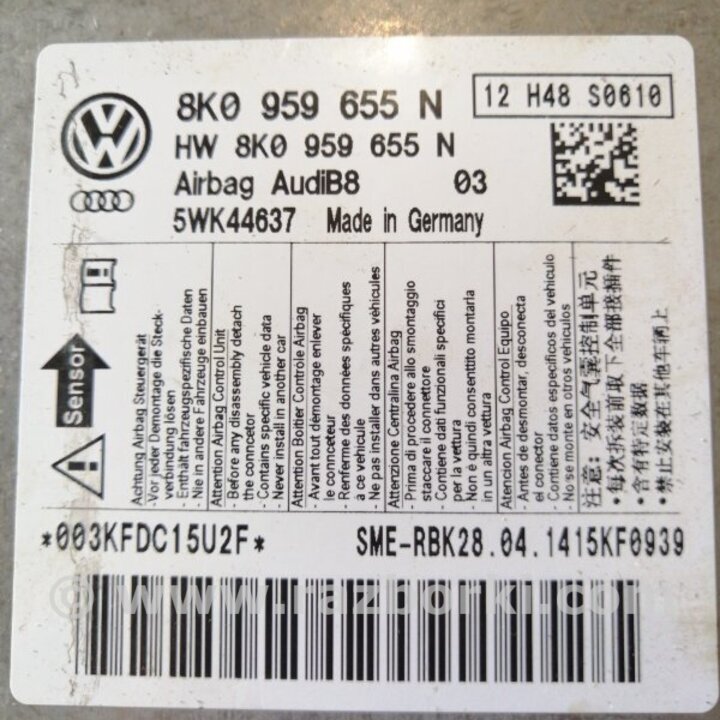 8K0 959 655 N
12 H48 S0610
HW 8K0 959 655 N
Airbag AudiB8 03
5WK44637 Made in Germany
Sensor
Achtung Airbag Steuergerät
- Vor jeder Demontage die Steck-
verbindung lösen
- Enthält fahrzeugspezifische Daten
Nie in andere Fahrzeuge einbauen
Attention Airbag Control Unit
- Before any disassembly detach
the conncetor
- Contains specific vehicle data
- Never install in another car
Attention Boitier Contrôle Airbag
- Avant tout demontage enlever
le connceteur
- Renferme des données spécifiques
a ce vehicule
- Ne pas installer dans autres véhicules
Attenzione Centralina Airbag
- Prima di procedere allo smontaggio
staccare il connettore
- Contiene dati funzionali specifici
per la vettura
- Non è quindi consentito montarla
in un altra vettura
Atencion Airbag Control Equipo
- Antes de desmontar, desconecta
el conector
- Contiene datos especificos del vehiculo
- No se monte en otros vehículos
注意: 安全气囊控制单元
• 每次拆装前取下全部接插件
• 含有特定数据
• 禁止安装在其他车辆上
*003KFDC15U2F* SME-RBK28.04.1415KF0939
© www.razborki.com